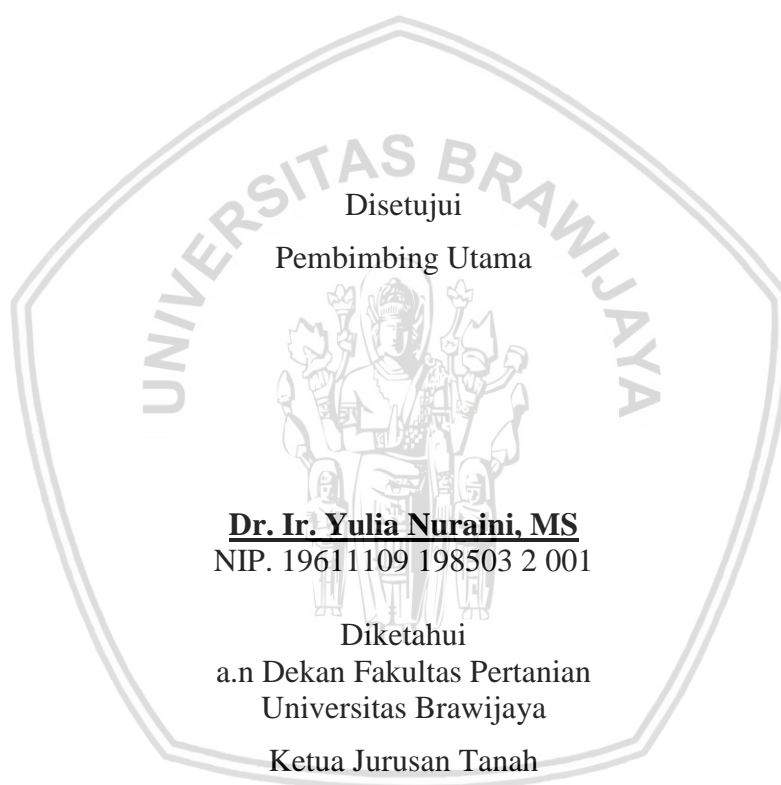 UNIVERSITAS BRAWIJAYA
Disetujui
Pembimbing Utama
Dr. Ir. Yulia Nuraini, MS
NIP. 19611109 198503 2 001
Diketahui
a.n Dekan Fakultas Pertanian
Universitas Brawijaya
Ketua Jurusan Tanah